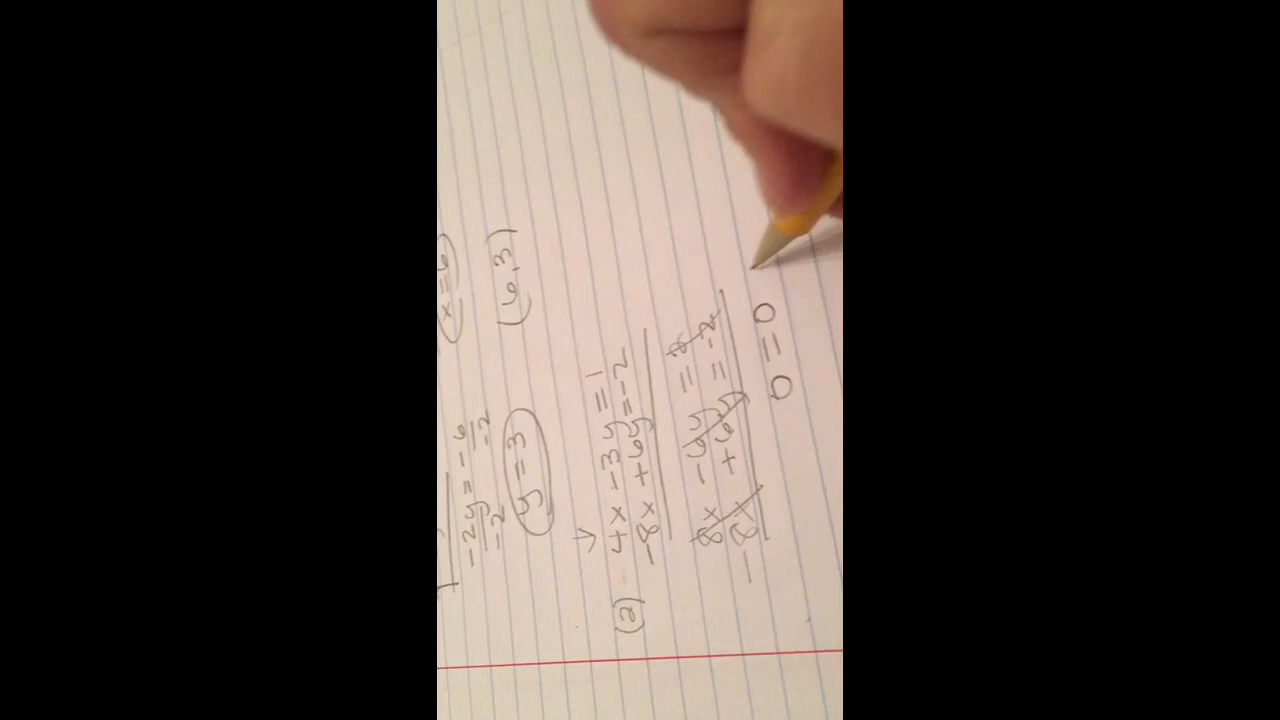 x = 6
-2y = -6
-2 -2
y = 3 (6,3)
(2) 4x - 3y = 1
-8x + 6y = -2
8x - 6y = 2
-8x + 6y = -2
0 = 0